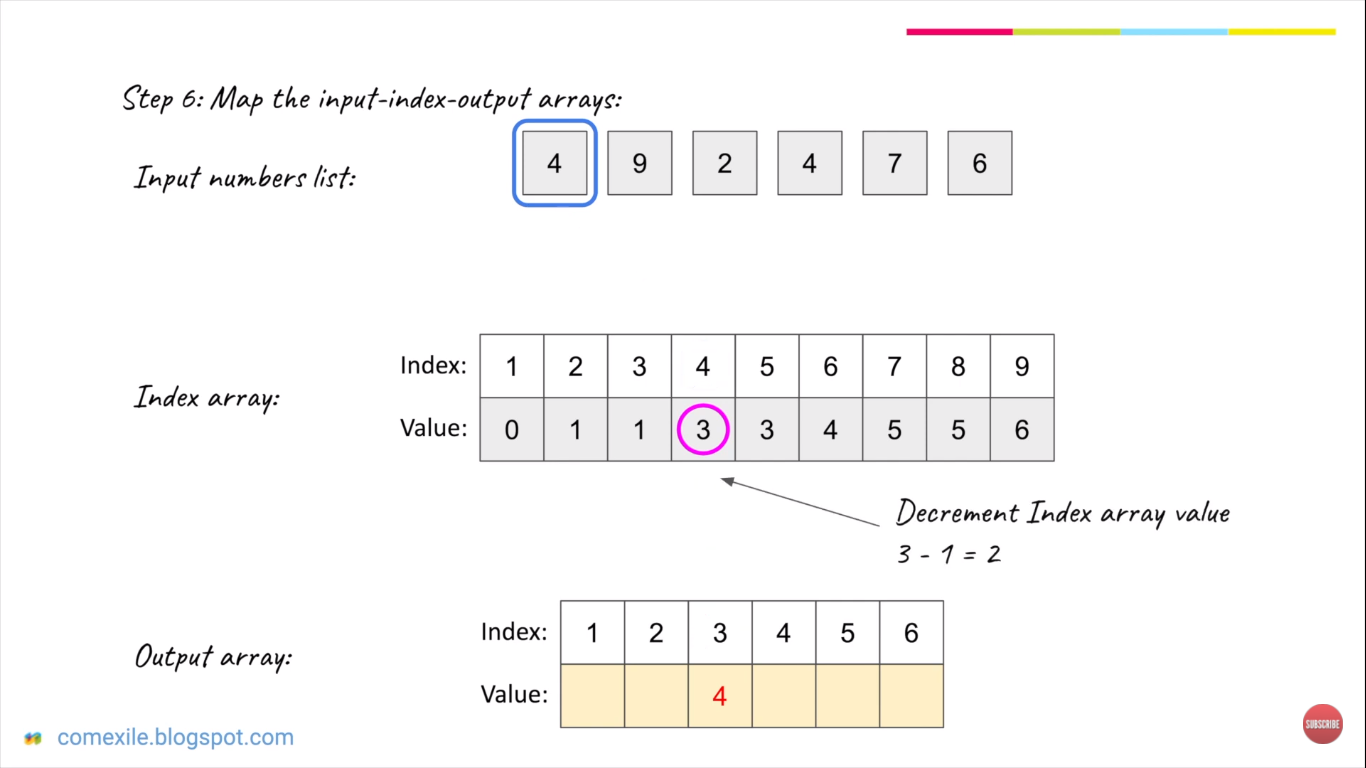 Step 6: Map the input-index-output arrays:
Input numbers list:
4 9 2 4 7 6
Index array:
Index: 1 2 3 4 5 6 7 8 9
Value: 0 1 1 3 3 4 5 5 6
Decrement Index array value
3 - 1 = 2
Output array:
Index: 1 2 3 4 5 6
Value: 4
comexile.blogspot.com
SUBSCRIBE